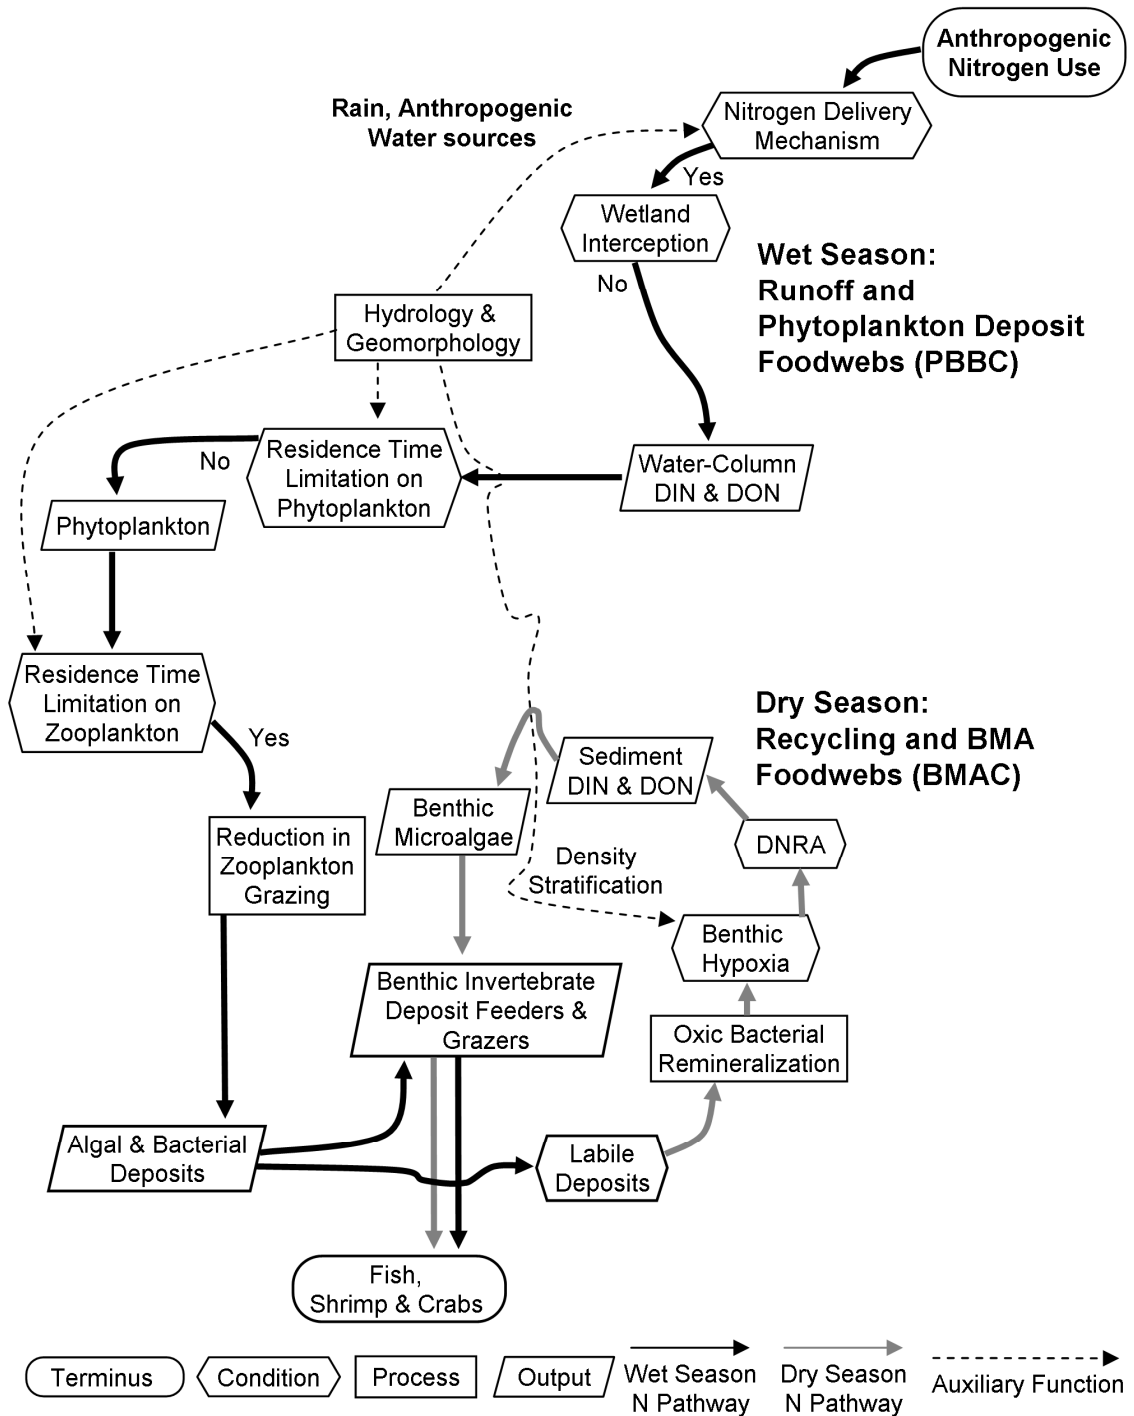 Anthropogenic
Nitrogen Use
Rain, Anthropogenic
Water sources
Nitrogen Delivery
Mechanism
Yes
Wetland
Interception
No
Wet Season:
Runoff and
Phytoplankton Deposit
Foodwebs (PBBC)
Hydrology &
Geomorphology
Residence Time
Limitation on
Phytoplankton
No
Water-Column
DIN & DON
Phytoplankton
Residence Time
Limitation on
Zooplankton
Yes
Dry Season:
Recycling and BMA
Foodwebs (BMAC)
Sediment
DIN & DON
Benthic
Microalgae
DNRA
Reduction in
Zooplankton
Grazing
Density
Stratification
Benthic
Hypoxia
Benthic Invertebrate
Deposit Feeders &
Grazers
Oxic Bacterial
Remineralization
Algal & Bacterial
Deposits
Labile
Deposits
Fish,
Shrimp & Crabs
Terminus
Condition
Process
Output
Wet Season
N Pathway
Dry Season
N Pathway
Auxiliary Function